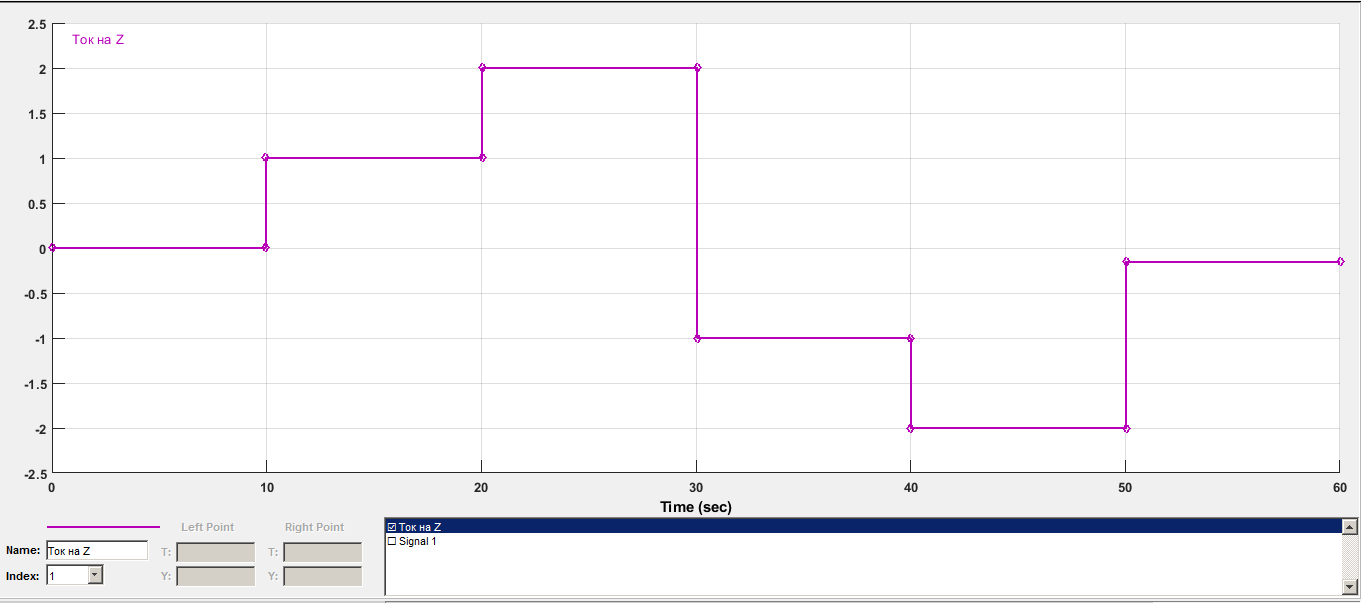 2.5
Ток на Z
2
1.5
1
0.5
0
-0.5
-1
-1.5
-2
-2.5
0 10 20 30 40 50 60
Time (sec)
Left Point Right Point
Name: Ток на Z T: T:
Index: 1 Y: Y:
Ток на Z
Signal 1